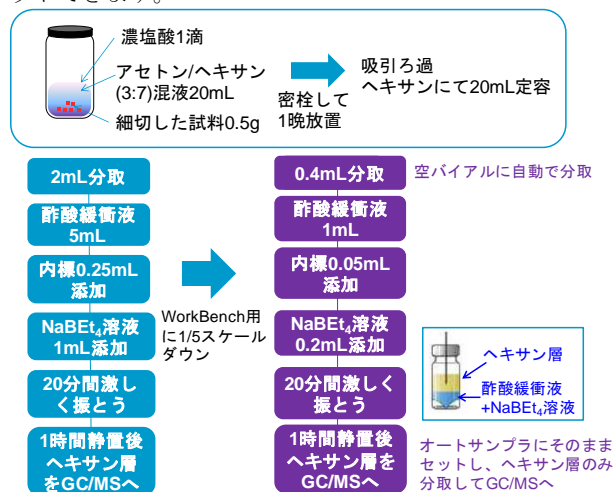 濃塩酸1滴
アセトン/ヘキサン
(3:7)混液20mL
細切した試料0.5g
密栓して
1晩放置
吸引ろ過
ヘキサンにて20mL定容
2mL分取
酢酸緩衝液
5mL
内標0.25mL
添加
NaBEt₄溶液
1mL添加
20分間激し
く振とう
1時間静置後
ヘキサン層
をGC/MSへ
WorkBench用
に1/5スケール
ダウン
0.4mL分取
酢酸緩衝液
1mL
内標0.05mL
添加
NaBEt₄溶液
0.2mL添加
20分間激しく
振とう
1時間静置後
ヘキサン層を
GC/MSへ
空バイアルに自動で分取
ヘキサン層
酢酸緩衝液
+NaBEt₄溶液
オートサンプラにそのまま
セットし、ヘキサン層のみ
分取してGC/MSへ